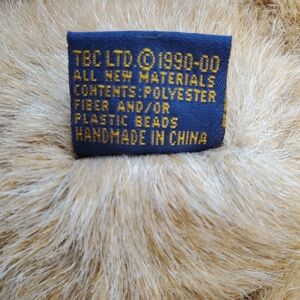 TBC LTD.©1990-00
ALL NEW MATERIALS
CONTENTS:POLYESTER
FIBER AND/OR
PLASTIC BEADS
HANDMADE IN CHINA